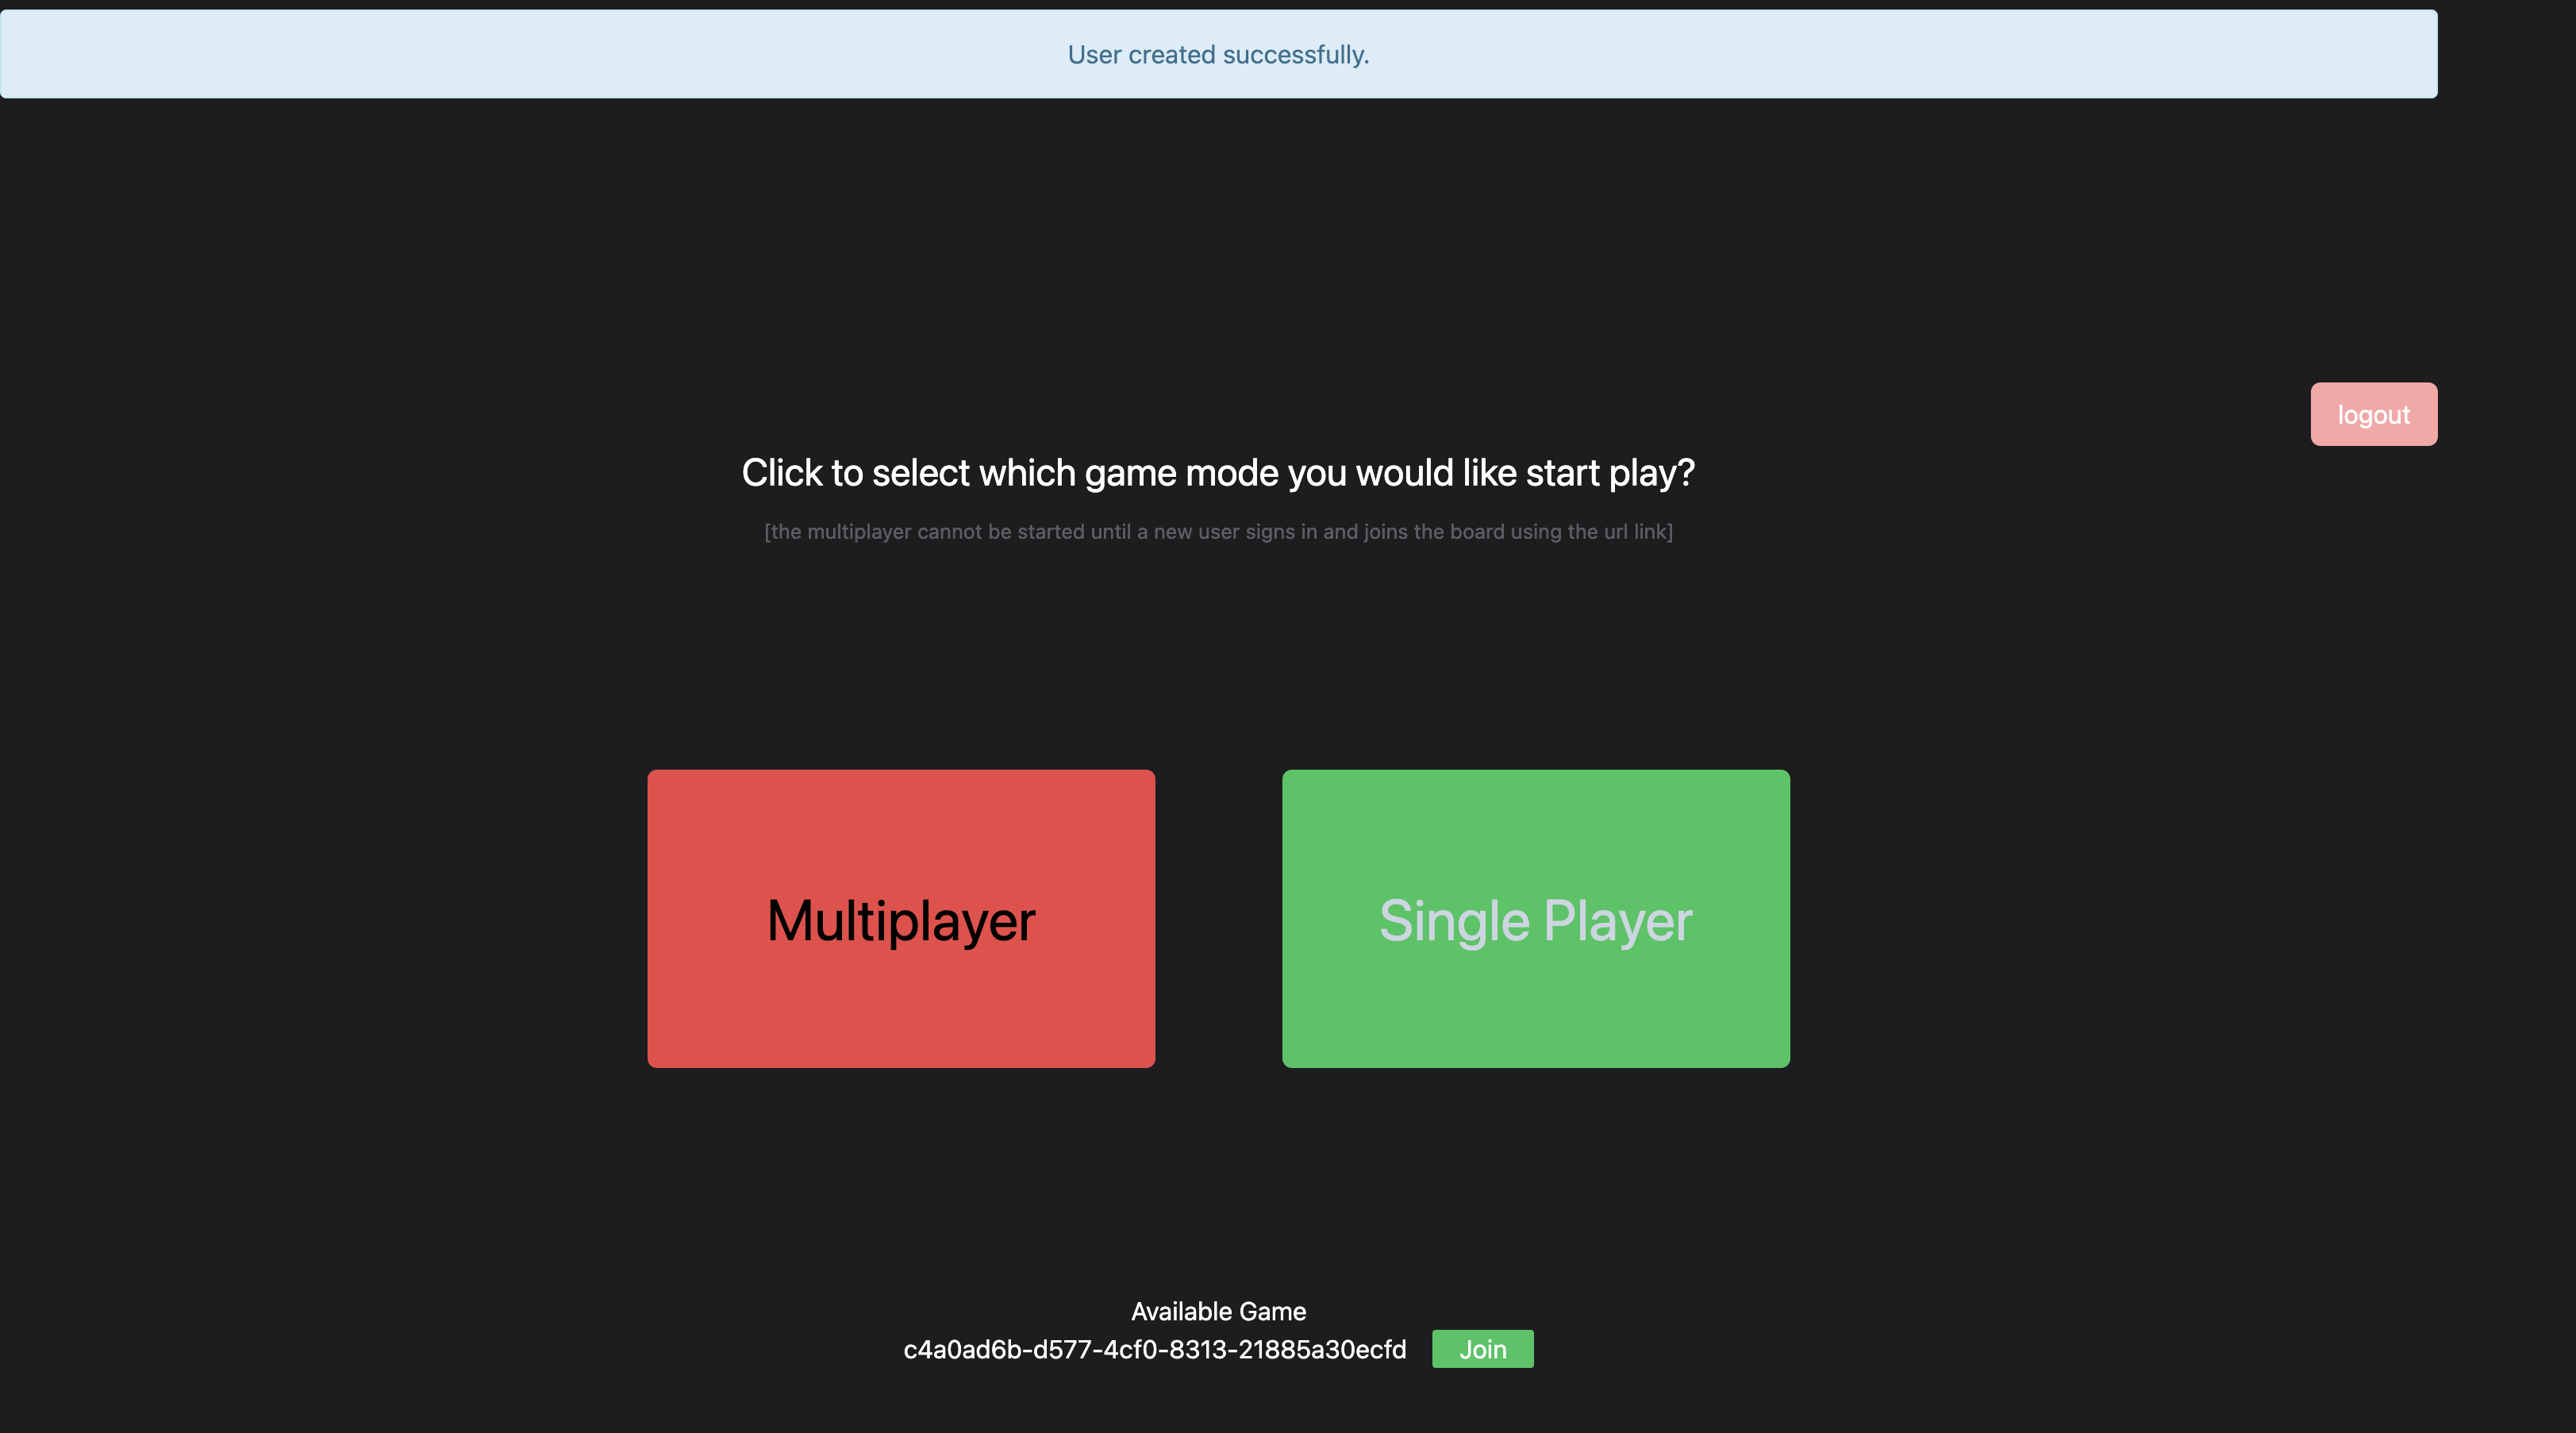 User created successfully.
logout
Click to select which game mode you would like start play?
[the multiplayer cannot be started until a new user signs in and joins the board using the url link]
Multiplayer
Single Player
Available Game
c4a0ad6b-d577-4cf0-8313-21885a30ecfd Join